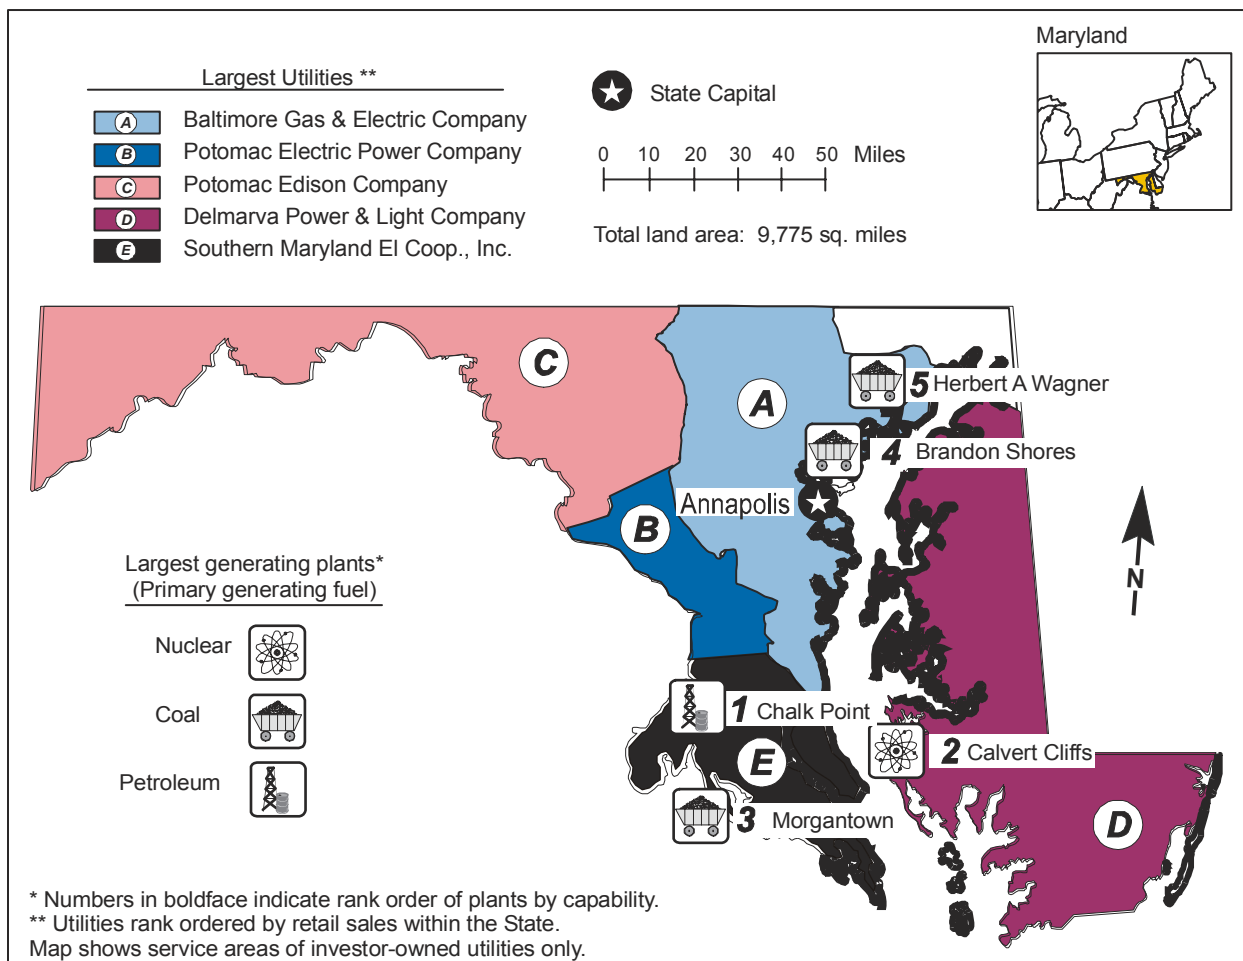 Maryland
Largest Utilities **
A Baltimore Gas & Electric Company
B Potomac Electric Power Company
C Potomac Edison Company
D Delmarva Power & Light Company
E Southern Maryland El Coop., Inc.
State Capital
0 10 20 30 40 50 Miles
Total land area: 9,775 sq. miles
C
A
5 Herbert A Wagner
4 Brandon Shores
Annapolis
B
N
Largest generating plants*
(Primary generating fuel)
Nuclear
Coal
Petroleum
1 Chalk Point
2 Calvert Cliffs
E
3 Morgantown
D
* Numbers in boldface indicate rank order of plants by capability.
** Utilities rank ordered by retail sales within the State.
Map shows service areas of investor-owned utilities only.